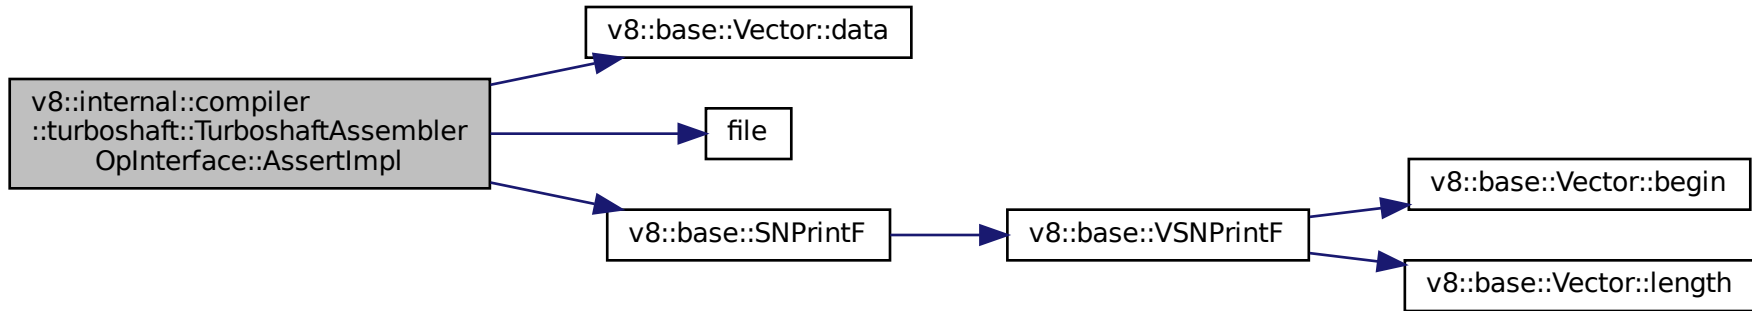 v8::base::Vector::data
v8::internal::compiler
::turboshaft::TurboshaftAssembler
OpInterface::AssertImpl
file
v8::base::SNPrintF
v8::base::VSNPrintF
v8::base::Vector::begin
v8::base::Vector::length